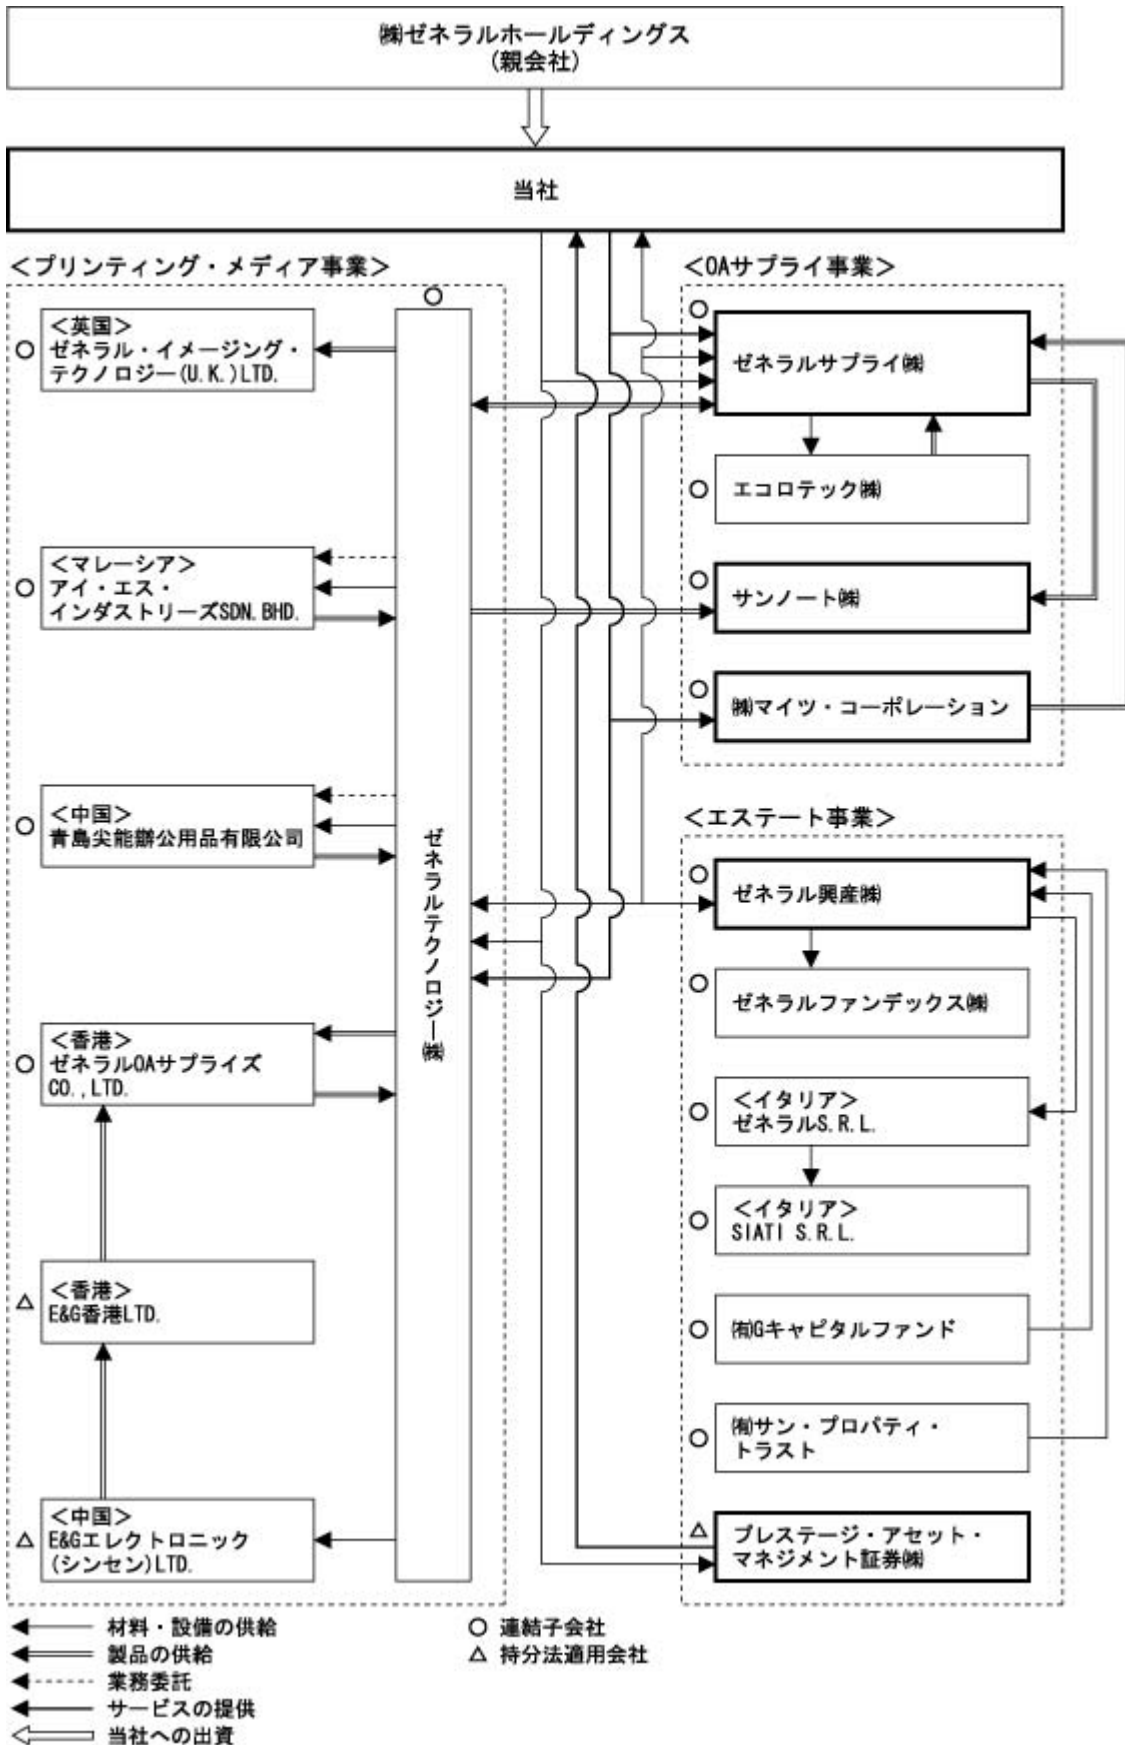 ㈱ゼネラルホールディングス
(親会社)
当社
＜プリンティング・メディア事業＞
＜英国＞
ゼネラル・イメージング・
テクノロジー(U.K.)LTD.
＜マレーシア＞
アイ・エス・
インダストリーズSDN.BHD.
＜中国＞
青島尖能辦公用品有限公司
＜香港＞
ゼネラルOAサプライズ
CO.,LTD.
＜香港＞
E&G香港LTD.
＜中国＞
E&Gエレクトロニック
(シンセン)LTD.
ゼネラルテクノロジー㈱
＜OAサプライ事業＞
ゼネラルサプライ㈱
エコロテック㈱
サンノート㈱
㈱マイツ・コーポレーション
＜エステート事業＞
ゼネラル興産㈱
ゼネラルファンデックス㈱
＜イタリア＞
ゼネラルS.R.L.
＜イタリア＞
SIATI S.R.L.
㈲Gキャピタルファンド
㈲サン・プロパティ・
トラスト
プレステージ・アセット・
マネジメント証券㈱
材料・設備の供給
製品の供給
業務委託
サービスの提供
当社への出資
○ 連結子会社
△ 持分法適用会社